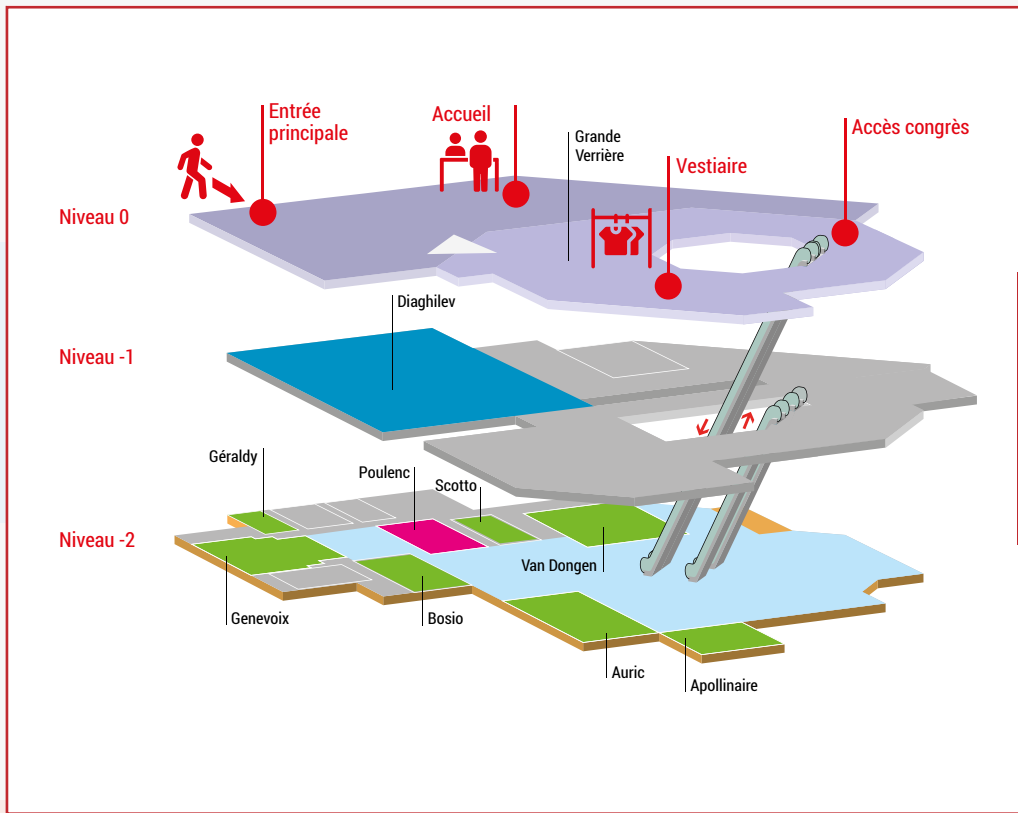 Entrée
principale
Accueil
Grande
Verrière
Vestiaire
Accès congrès
Niveau 0
Diaghilev
Niveau -1
Géraldy
Poulenc
Scotto
Niveau -2
Van Dongen
Genevoix
Bosio
Auric
Apollinaire